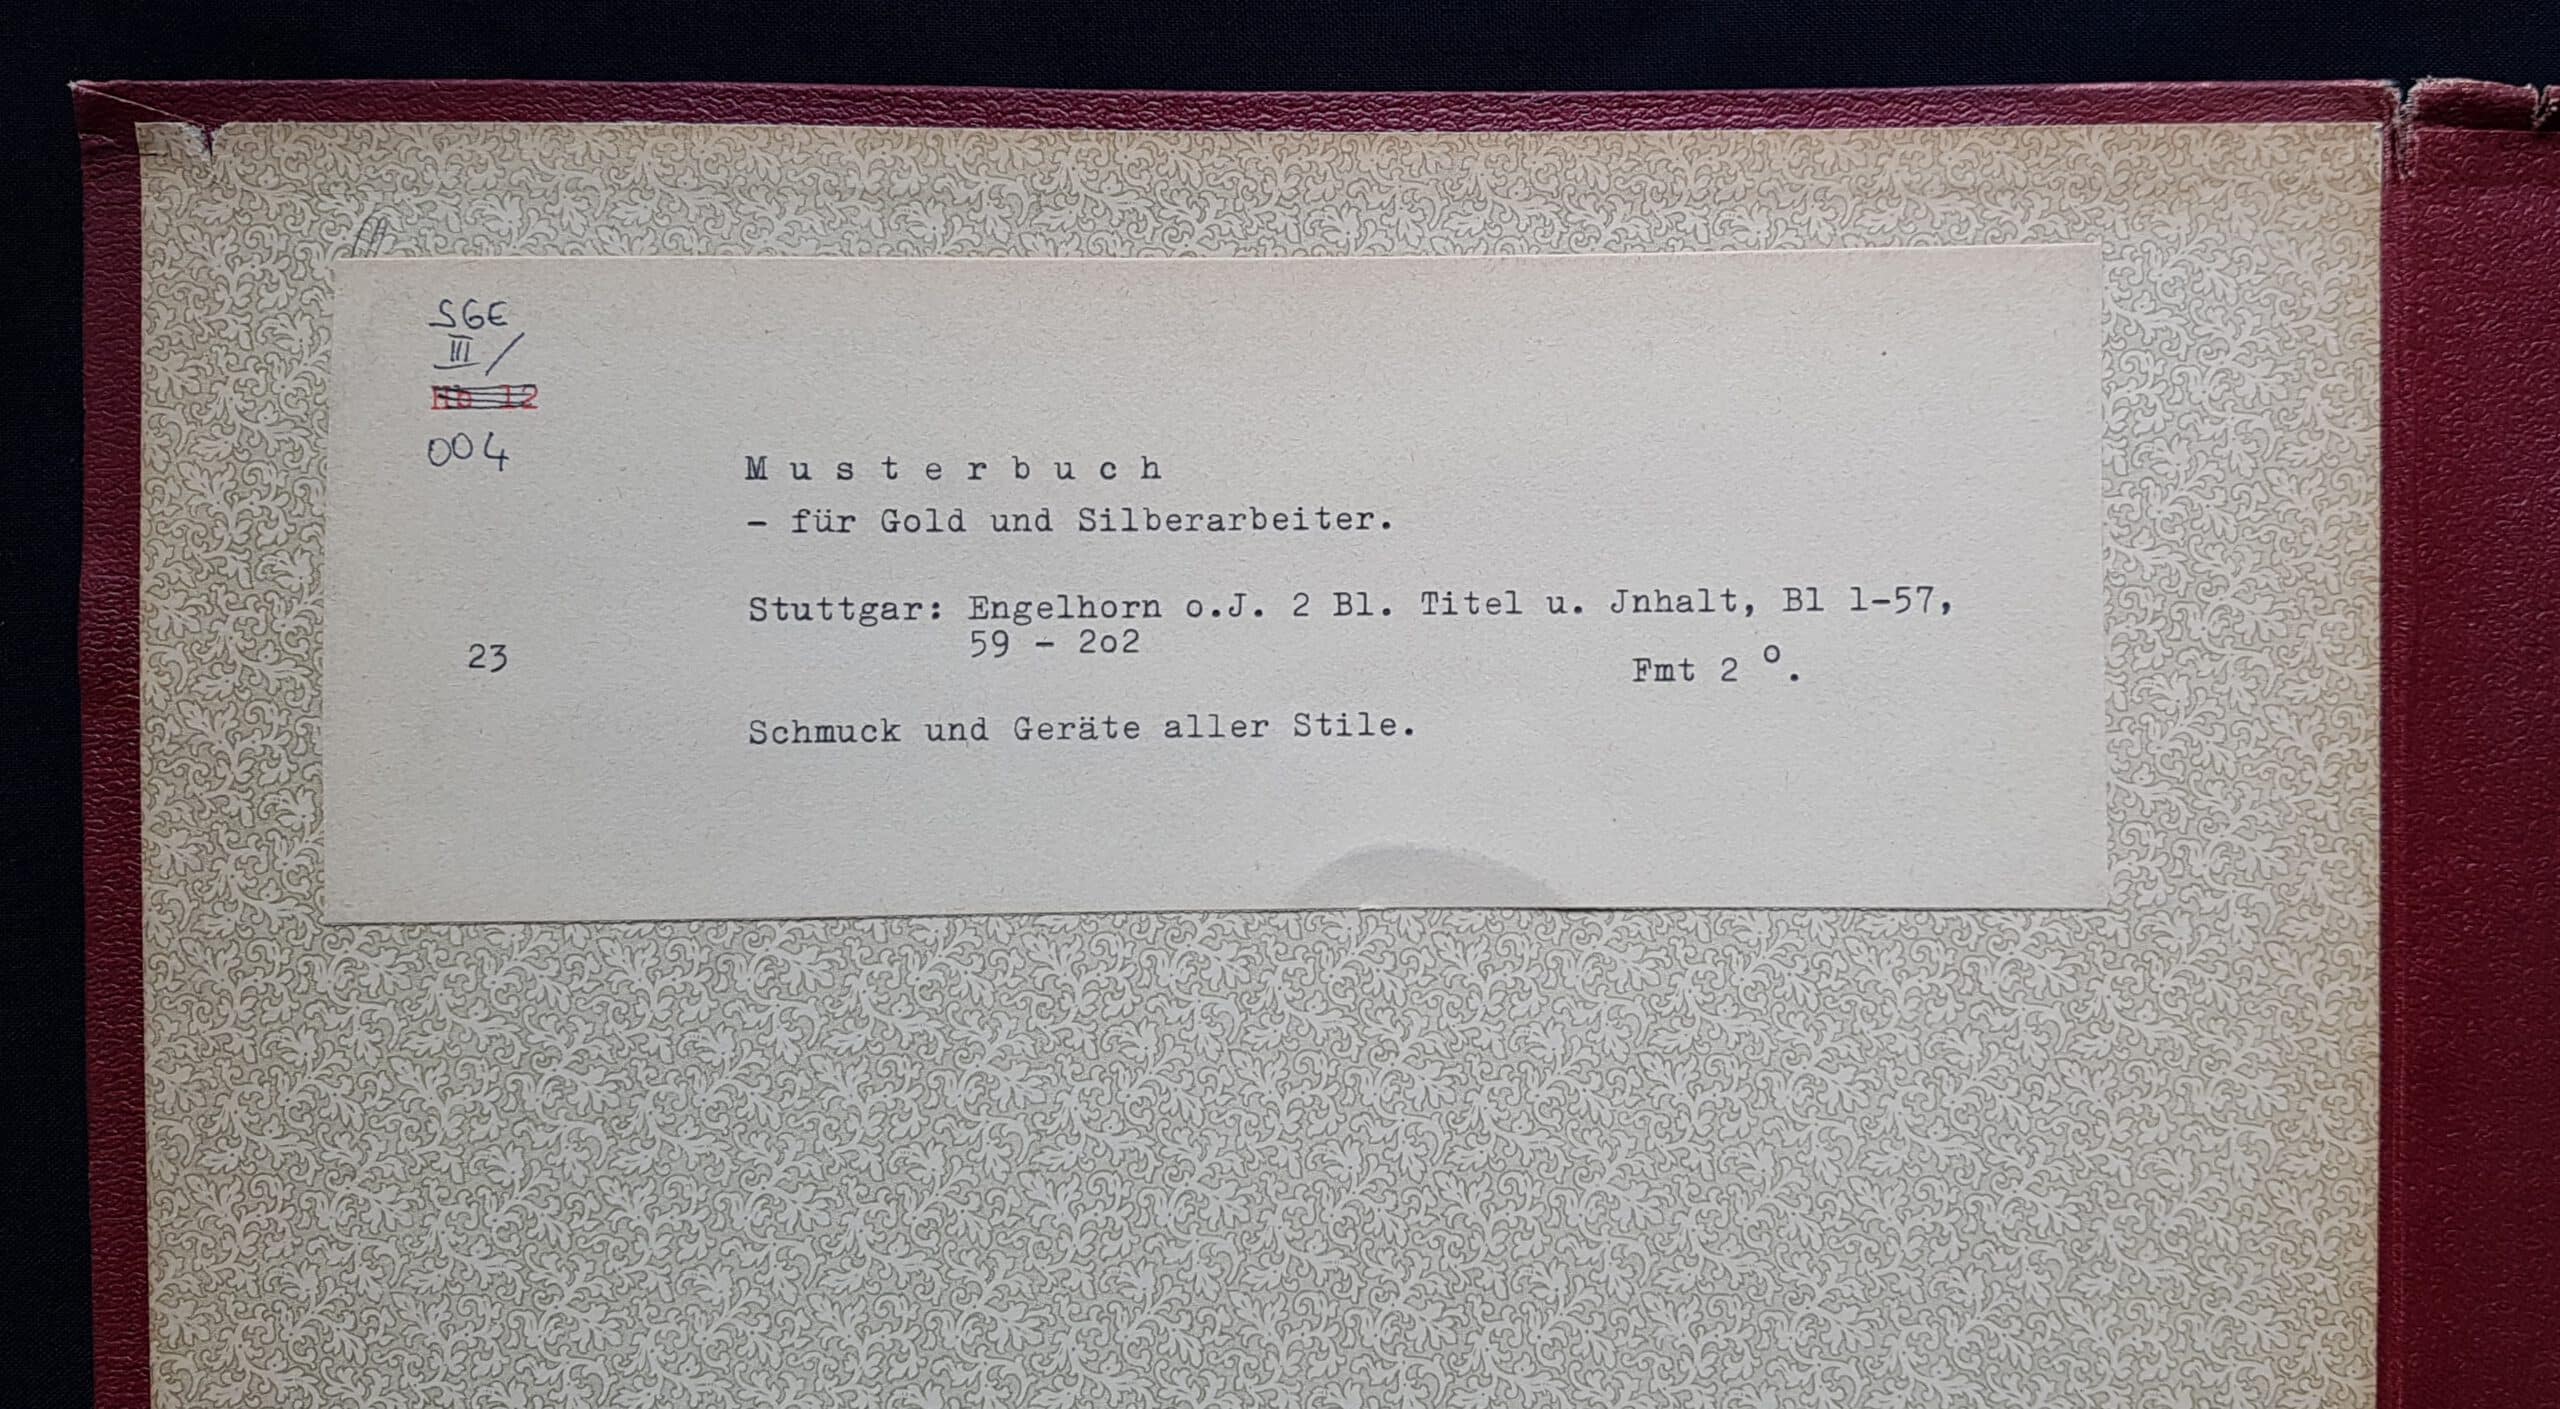 SGE
III/
Hb 12
004
M u s t e r b u c h
- für Gold und Silberarbeiter.
Stuttgar: Engelhorn o.J. 2 Bl. Titel u. Jnhalt, Bl 1-57,
59 - 2o2
23
Fmt 2 o.
Schmuck und Geräte aller Stile.